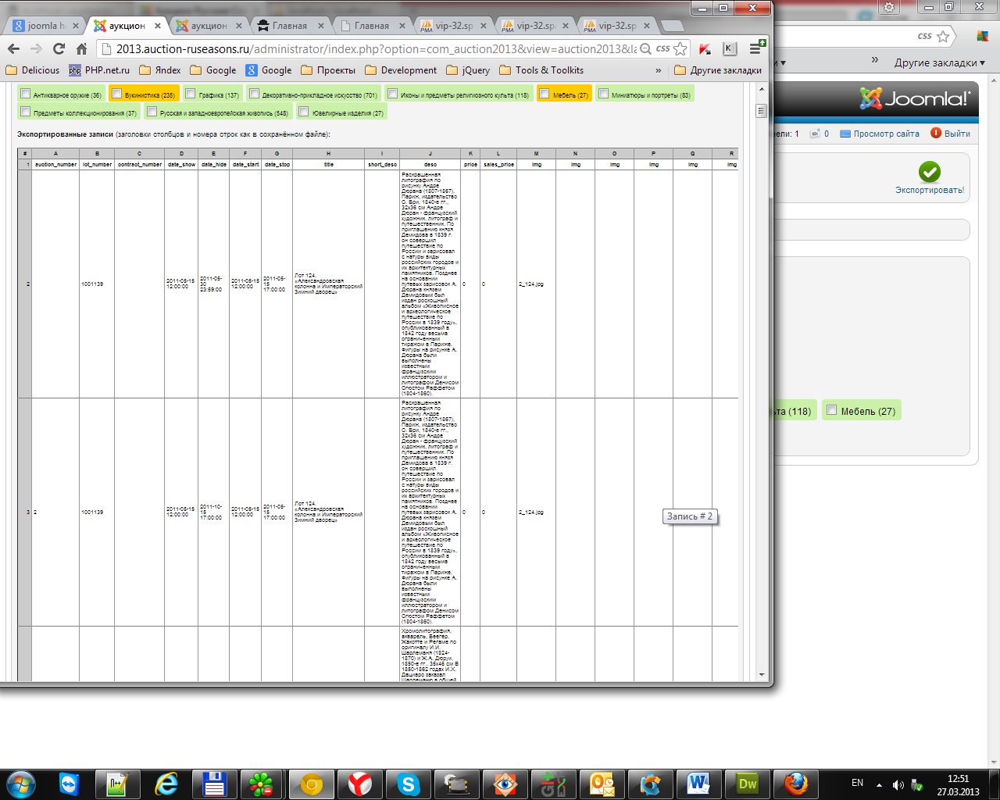 joomla h
аукцион
аукцион
Главная
Главная
vip-32.sp
vip-32.sp
vip-32.sp
2013.auction-ruseasons.ru/administrator/index.php?option=com_auction2013&view=auction2013&la
css
css
Delicious
PHP.net.ru
Яndex
Google
Google
Проекты
Development
jQuery
Tools & Toolkits
»
Другие закладки
»
Другие закладки
Антикварное оружие (36)
Букинистика (235)
Графика (137)
Декоративно-прикладное искусство (701)
Иконы и предметы религиозного культа (118)
Мебель (27)
Миниатюры и портреты (83)
Предметы коллекционирования (37)
Русская и западноевропейская живопись (548)
Ювелирные изделия (27)
Joomla!
ели: 1
0
Просмотр сайта
Выйти
Экспортировать!
Экспортированные записи (заголовки столбцов и номера строк как в сохранённом файле):
# A B C D E F G H I J K L M N O P Q R
1 auction_number lot_number contract_number date_show date_hide date_start date_stop title short_desc desc price sales_price img img img img img img
2
1001139
2011-05-15 12:00:00
2011-05-20 23:59:00
2011-05-15 12:00:00
2011-05-15 17:00:00
Лот 124.
«Александровская
колонна и Императорский
Зимний дворец»
Раскрашенная
литография по
рисунку Андре
Дюрана (1807-1867),
Париж, издательство
О. Бри, 1840-е гг.,
32х36 см Андре
Дюран - французский
художник, литограф и
путешественник. По
приглашению князя
Демидова в 1839 г.
он совершил
путешествие по
России и зарисовал
с натуры виды
российских городов и
их архитектурных
памятников. Позднее
на основании
путевых зарисовок А.
Дюрана князем
Демидовым был
издан роскошный
альбом «Живописное
и археологическое
путешествие по
России в 1839 году»,
опубликованный в
1842 году весьма
ограниченным
тиражом в Париже.
Фигуры на рисунке А.
Дюрана были
выполнены
известным
французским
иллюстратором и
литографом Денисом
Огюстом Раффетом
(1804-1860).
0
0
2_124.jpg
3
2
1001139
2011-05-15 12:00:00
2011-10-15 17:00:00
2011-05-15 12:00:00
2011-05-15 17:00:00
Лот 124.
«Александровская
колонна и Императорский
Зимний дворец»
Раскрашенная
литография по
рисунку Андре
Дюрана (1807-1867),
Париж, издательство
О. Бри, 1840-е гг.,
32х36 см Андре
Дюран - французский
художник, литограф и
путешественник. По
приглашению князя
Демидова в 1839 г.
он совершил
путешествие по
России и зарисовал
с натуры виды
российских городов и
их архитектурных
памятников. Позднее
на основании
путевых зарисовок А.
Дюрана князем
Демидовым был
издан роскошный
альбом «Живописное
и археологическое
путешествие по
России в 1839 году»,
опубликованный в
1842 году весьма
ограниченным
тиражом в Париже.
Фигуры на рисунке А.
Дюрана были
выполнены
известным
французским
иллюстратором и
литографом Денисом
Огюстом Раффетом
(1804-1860).
0
0
2_124.jpg
Хромолитография,
акварель, Беегер,
Жакотте и Регаме по
оригиналу И.И.
Шарлеманя (1824-
1870) и Ж.А. Дюруи,
1850-е гг., 35х46 см В
1850-1862 годах И.Х.
Дациаро заказал
Шарлеманю в общей
Запись # 2
ьта (118)
Мебель (27)
EN
12:51
27.03.2013
Dw